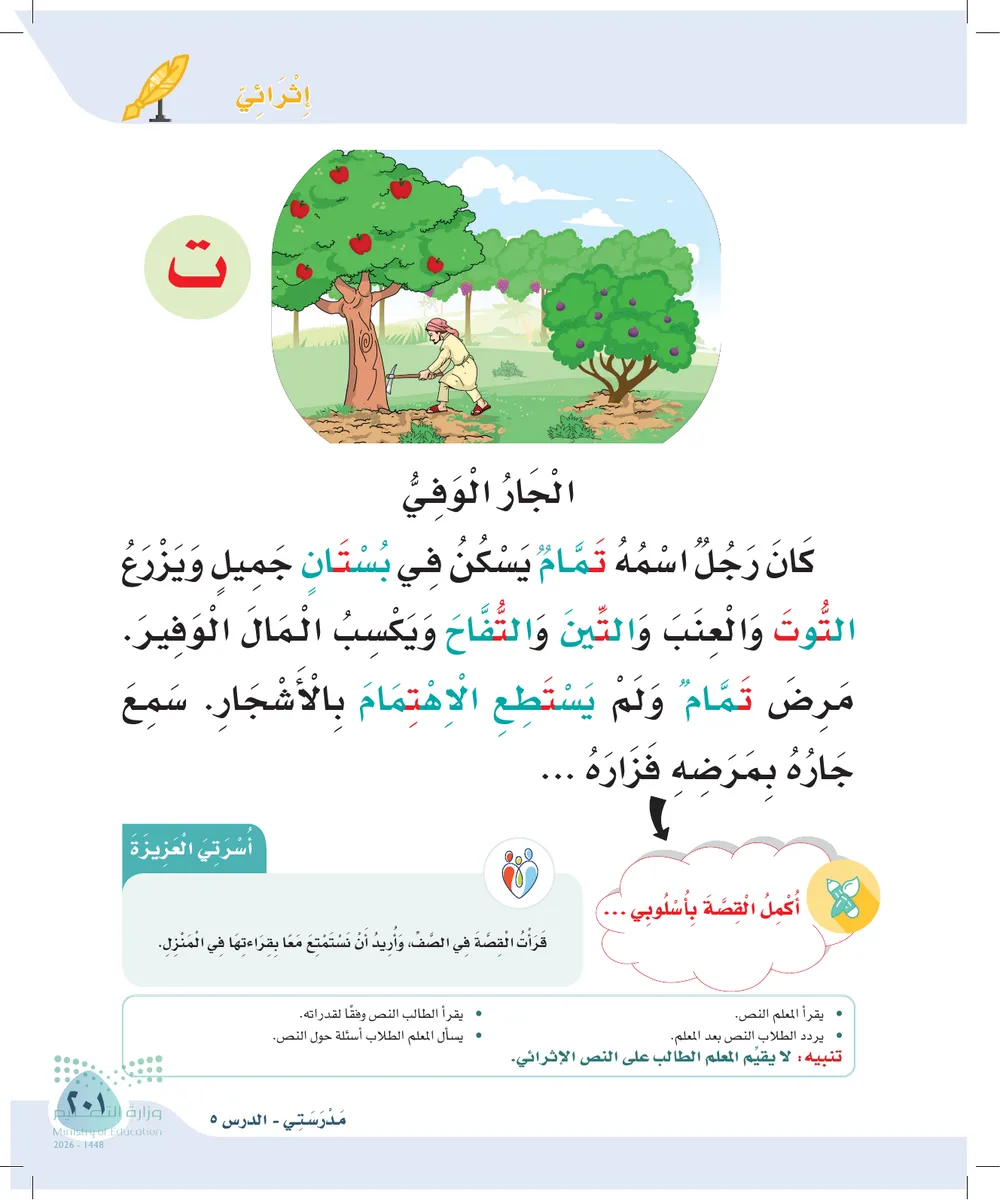 إِثْرَائِيّ
ت
الْجَارُ الْوَفِيُّ
كَانَ رَجُلٌ اسْمُهُ تَمَّامٌ يَسْكُنُ فِي بُسْتَانٍ جَمِيلٍ وَيَزْرَعُ
التُّوتَ وَالْعِنَبَ وَالتِّينَ وَالتُّفَّاحَ وَيَكْسِبُ الْمَالَ الْوَفِيرَ.
مَرِضَ تَمَّامٌ وَلَمْ يَسْتَطِعِ الْاِهْتِمَامَ بِالْأَشْجَارِ. سَمِعَ
جَارُهُ بِمَرَضِهِ فَزَارَهُ ...
أُكْمِلُ الْقِصَّةَ بِأُسْلُوبِي ...
أُسْرَتِيَ الْعَزِيزَةَ
قَرَأْتُ الْقِصَّةَ فِي الصَّفِّ، وَأُرِيدُ أَنْ نَسْتَمْتِعَ مَعًا بِقِرَاءتِهَا فِي الْمَنْزِلِ.
• يقرأ المعلم النص.
• يردد الطلاب النص بعد المعلم.
• يقرأ الطالب النص وفقًا لقدراته.
• يسأل المعلم الطلاب أسئلة حول النص.
تنبيه: لا يقيِّم المعلم الطالب على النص الإثرائي.
مَدْرَسَتِي - الدرس ٥
٢٠١
وزارة التعليم
Ministry of Education
2026 - 1448